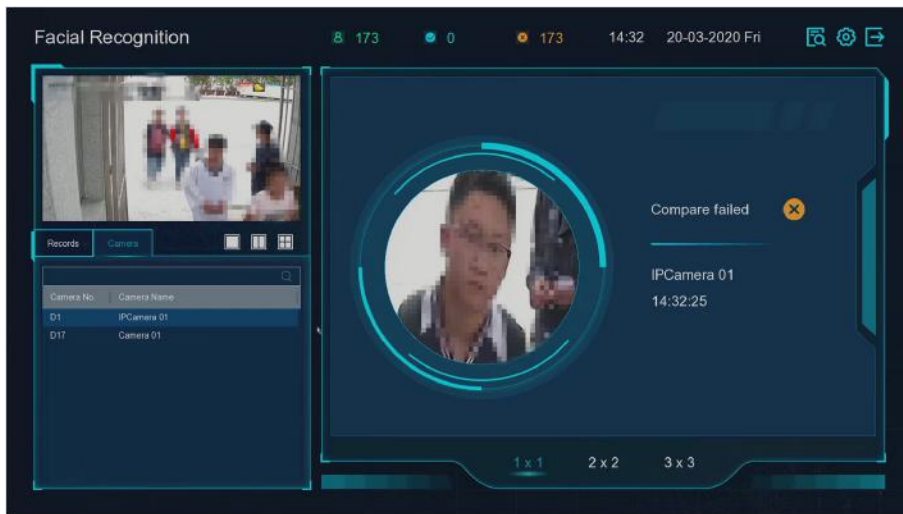 Facial Recognition
173
0
173
14:32
20-03-2020 Fri
Records
Camera
Camera No.
Camera Name
D1
IPCamera 01
D17
Camera 01
Compare failed
IPCamera 01
14:32:25
1 x 1
2 x 2
3 x 3